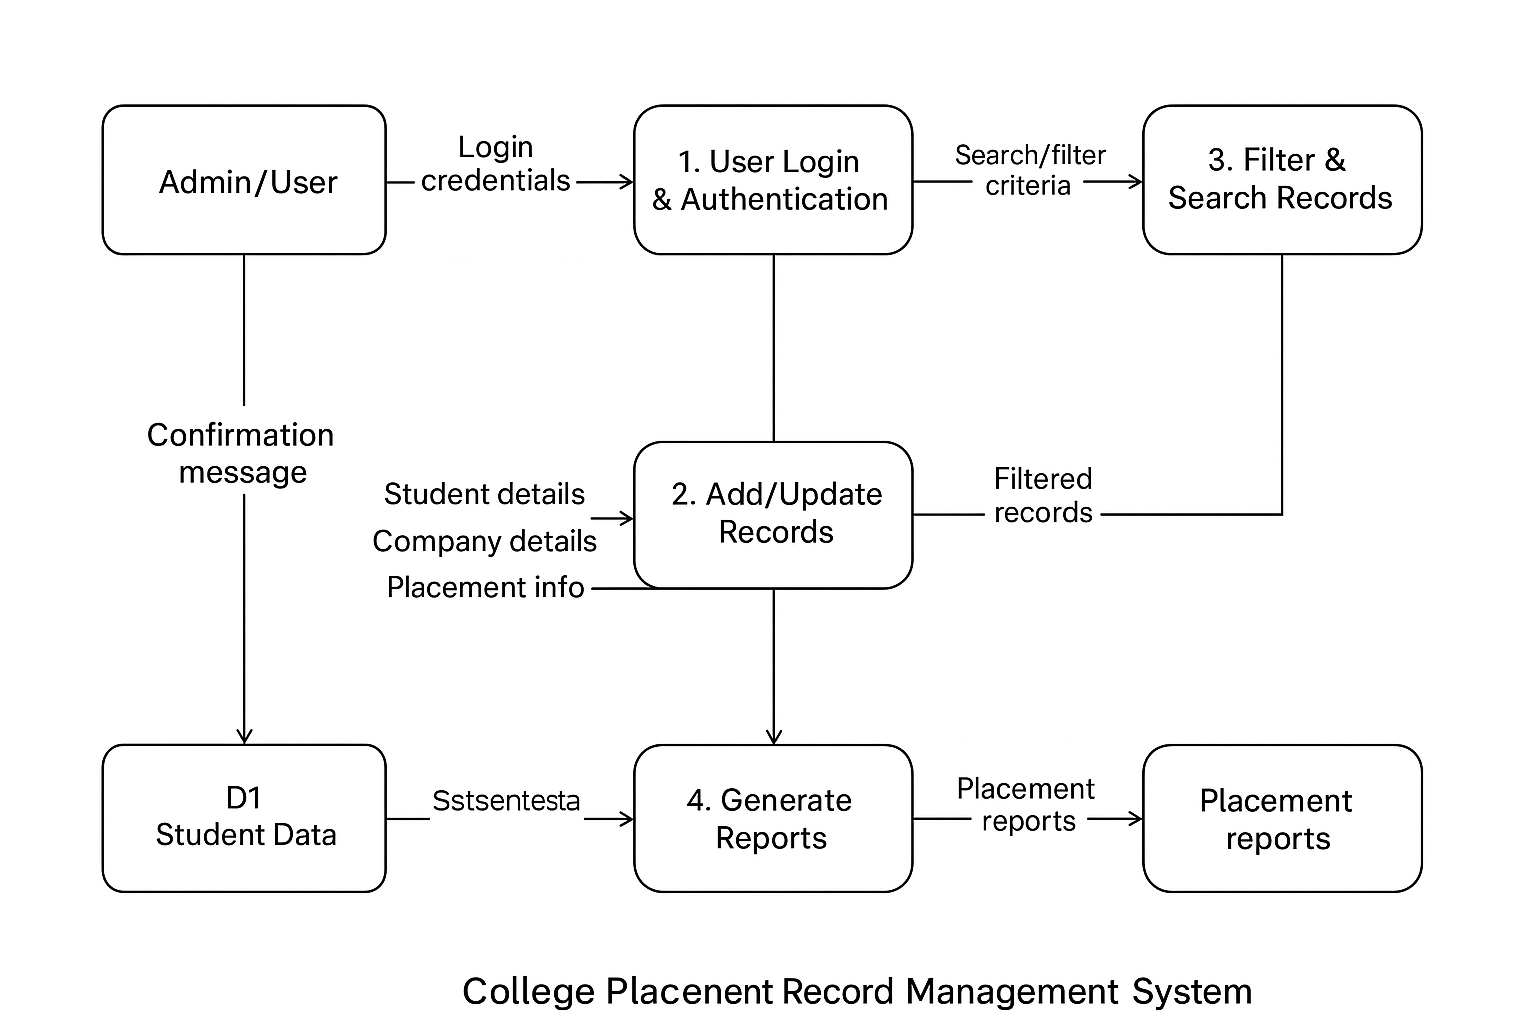 Admin/User
Login
credentials
1. User Login
& Authentication
Search/filter
criteria
3. Filter &
Search Records
Confirmation
message
Student details
Company details
Placement info
2. Add/Update
Records
Filtered
records
D1
Student Data
Sstsentesta
4. Generate
Reports
Placement
reports
Placement
reports
College Placenent Record Management System